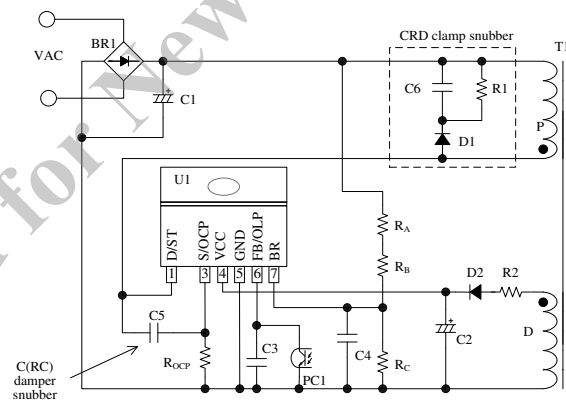 CRD clamp snubber
T1
VAC
BR1
C1
C6
R1
P
D1
U1
D/ST
S/OCP
VCC
GND
FB/OLP
BR
1
3
4
5
6
7
RA
RB
D2
R2
C5
C(RC)
damper
snubber
ROCP
C3
PC1
C4
RC
C2
D
for New